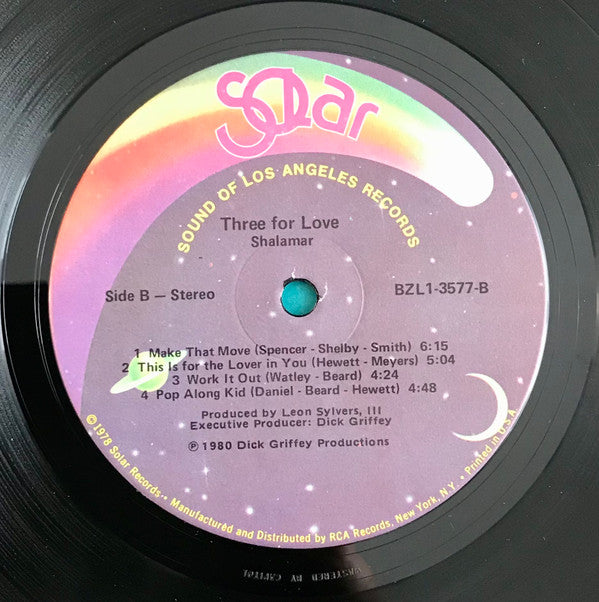 Solar
SOUND OF LOS ANGELES RECORDS
Three for Love
Shalamar
Side B — Stereo
BZL1-3577-B
1 Make That Move (Spencer - Shelby - Smith) 6:15
2 This Is for the Lover in You (Hewett - Meyers) 5:04
3 Work It Out (Watley - Beard) 4:24
4 Pop Along Kid (Daniel - Beard - Hewett) 4:48
Produced by Leon Sylvers, III
Executive Producer: Dick Griffey
℗ 1980 Dick Griffey Productions
© 1978 Solar Records • Manufactured and Distributed by RCA Records, New York, N.Y. • Printed in U.S.A.
MASTERED BY CAPITOL